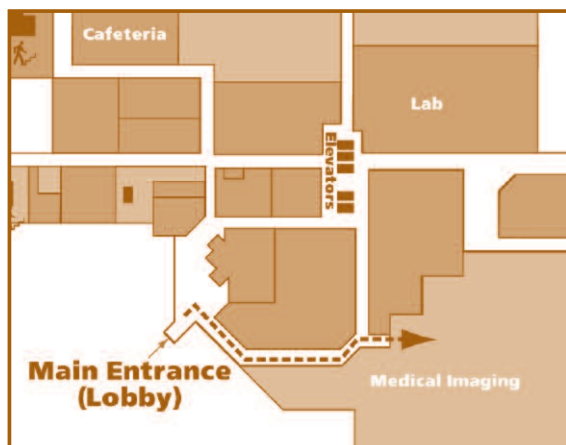 Cafeteria
Lab
Elevators
Main Entrance
(Lobby)
Medical Imaging